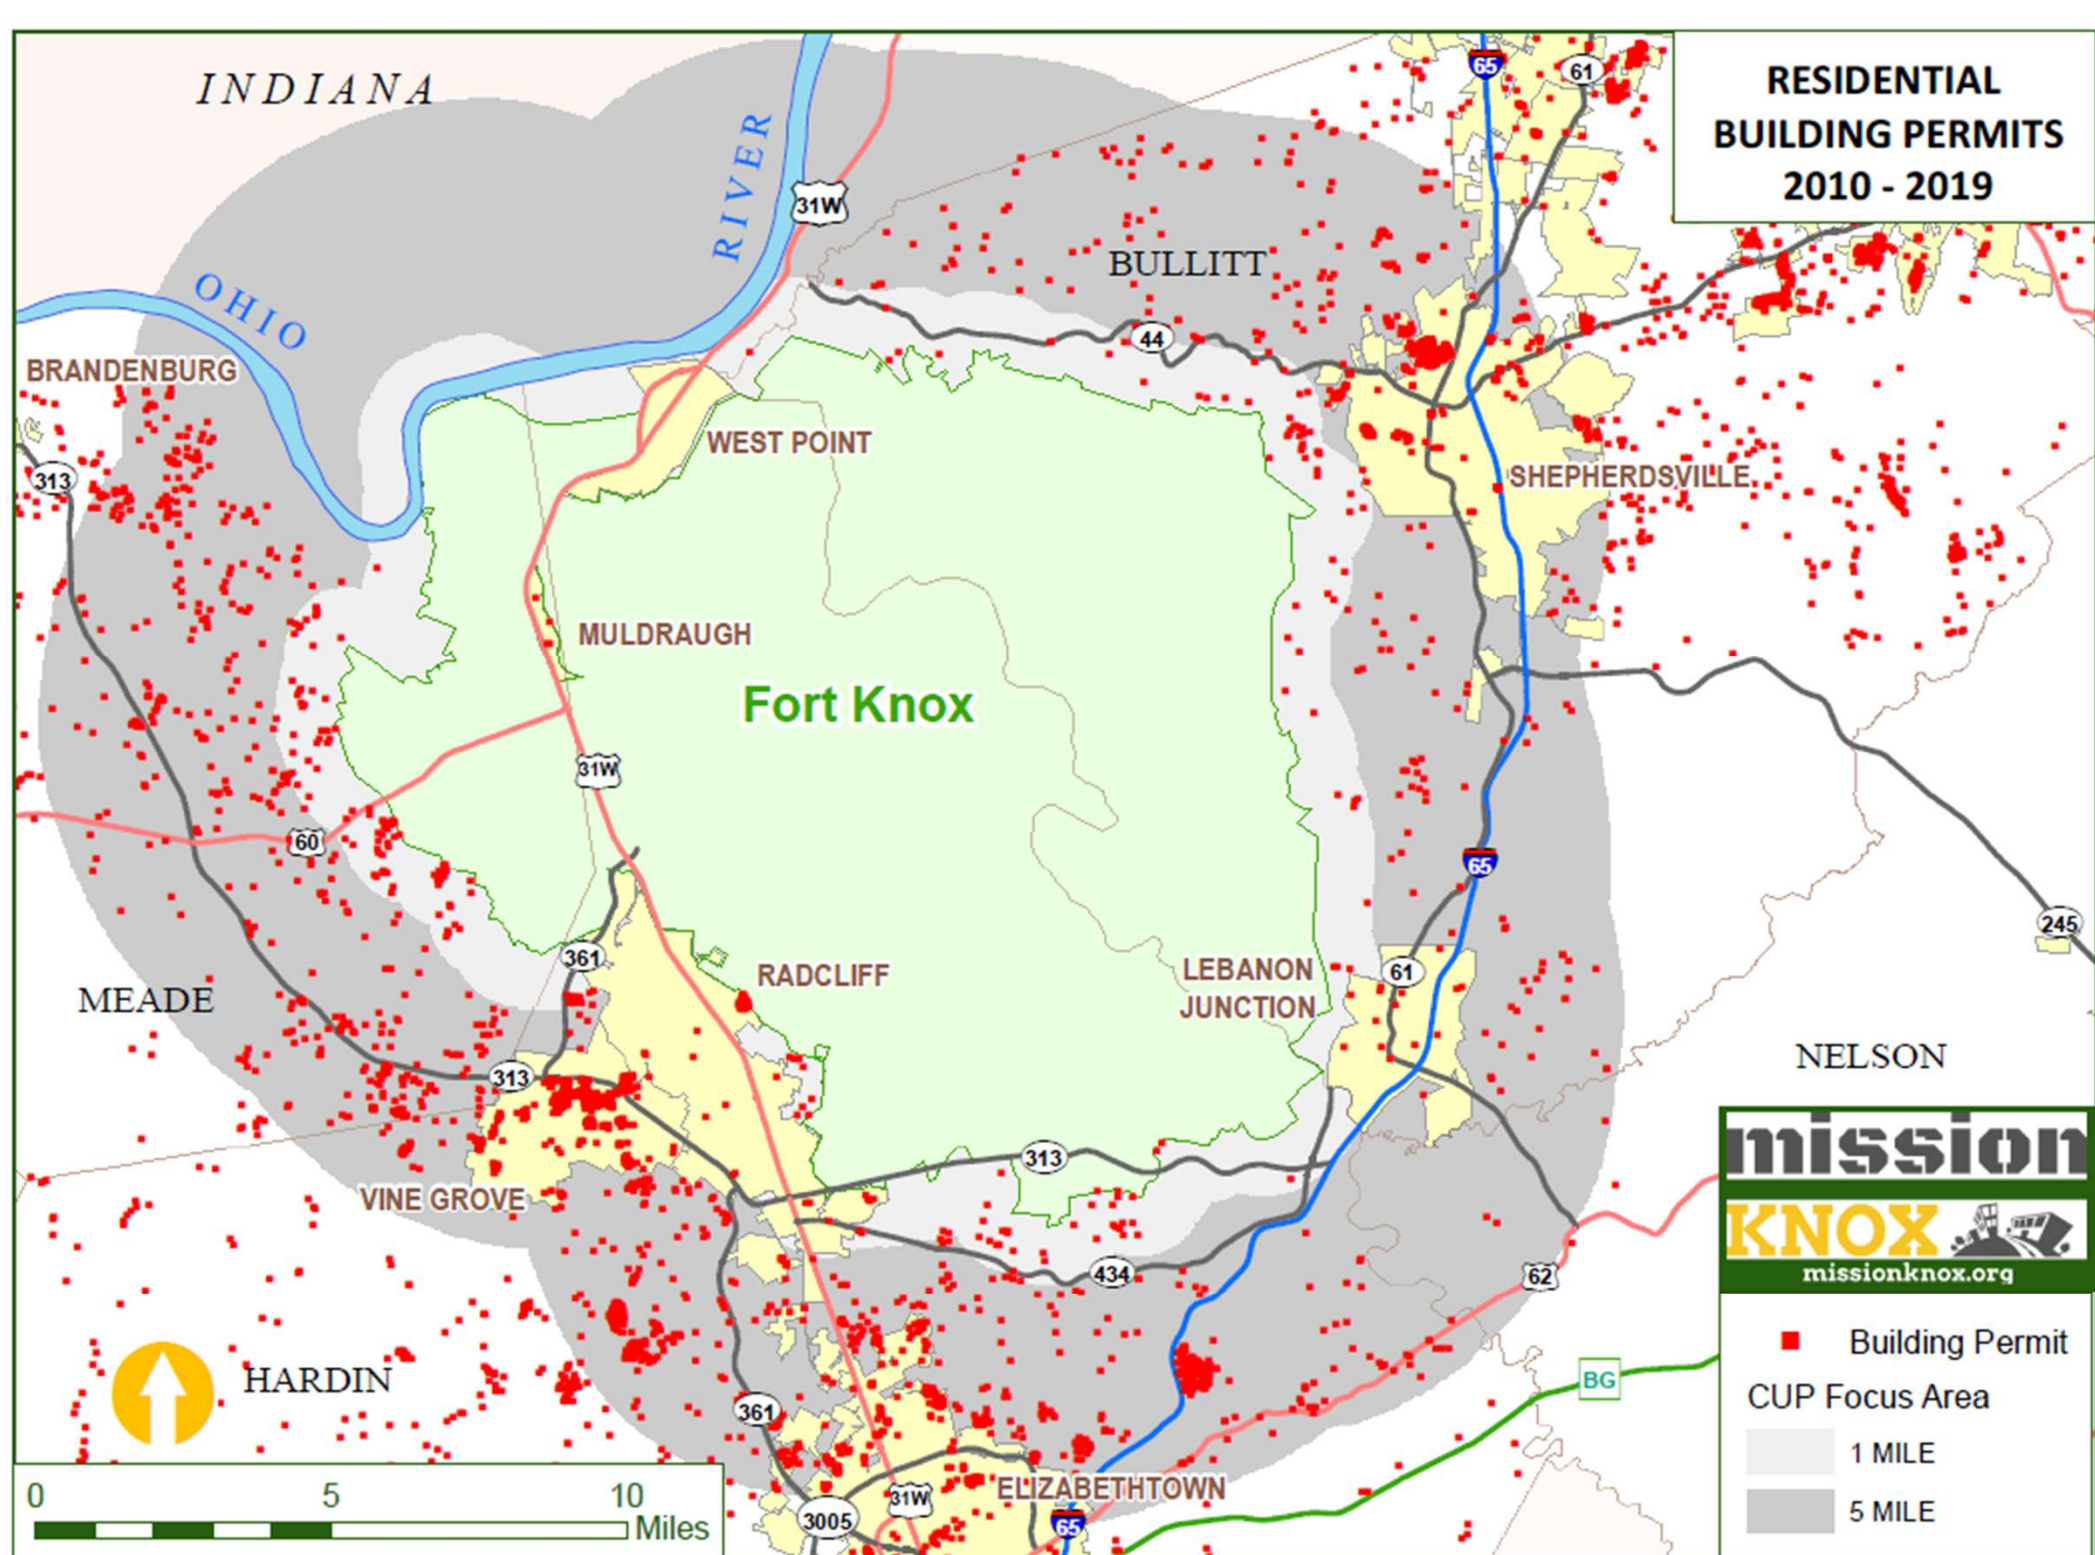 RESIDENTIAL
BUILDING PERMITS
2010 - 2019
INDIANA
65
61
RIVER
31W
OHIO
BULLITT
44
BRANDENBURG
WEST POINT
313
SHEPHERDSVILLE
MULDRAUGH
Fort Knox
31W
60
65
245
361
RADCLIFF
LEBANON
JUNCTION
61
MEADE
NELSON
313
313
VINE GROVE
434
62
mission
KNOX
missionknox.org
HARDIN
BG
361
ELIZABETHTOWN
31W
3005
65
Building Permit
CUP Focus Area
1 MILE
5 MILE
0 5 10
Miles